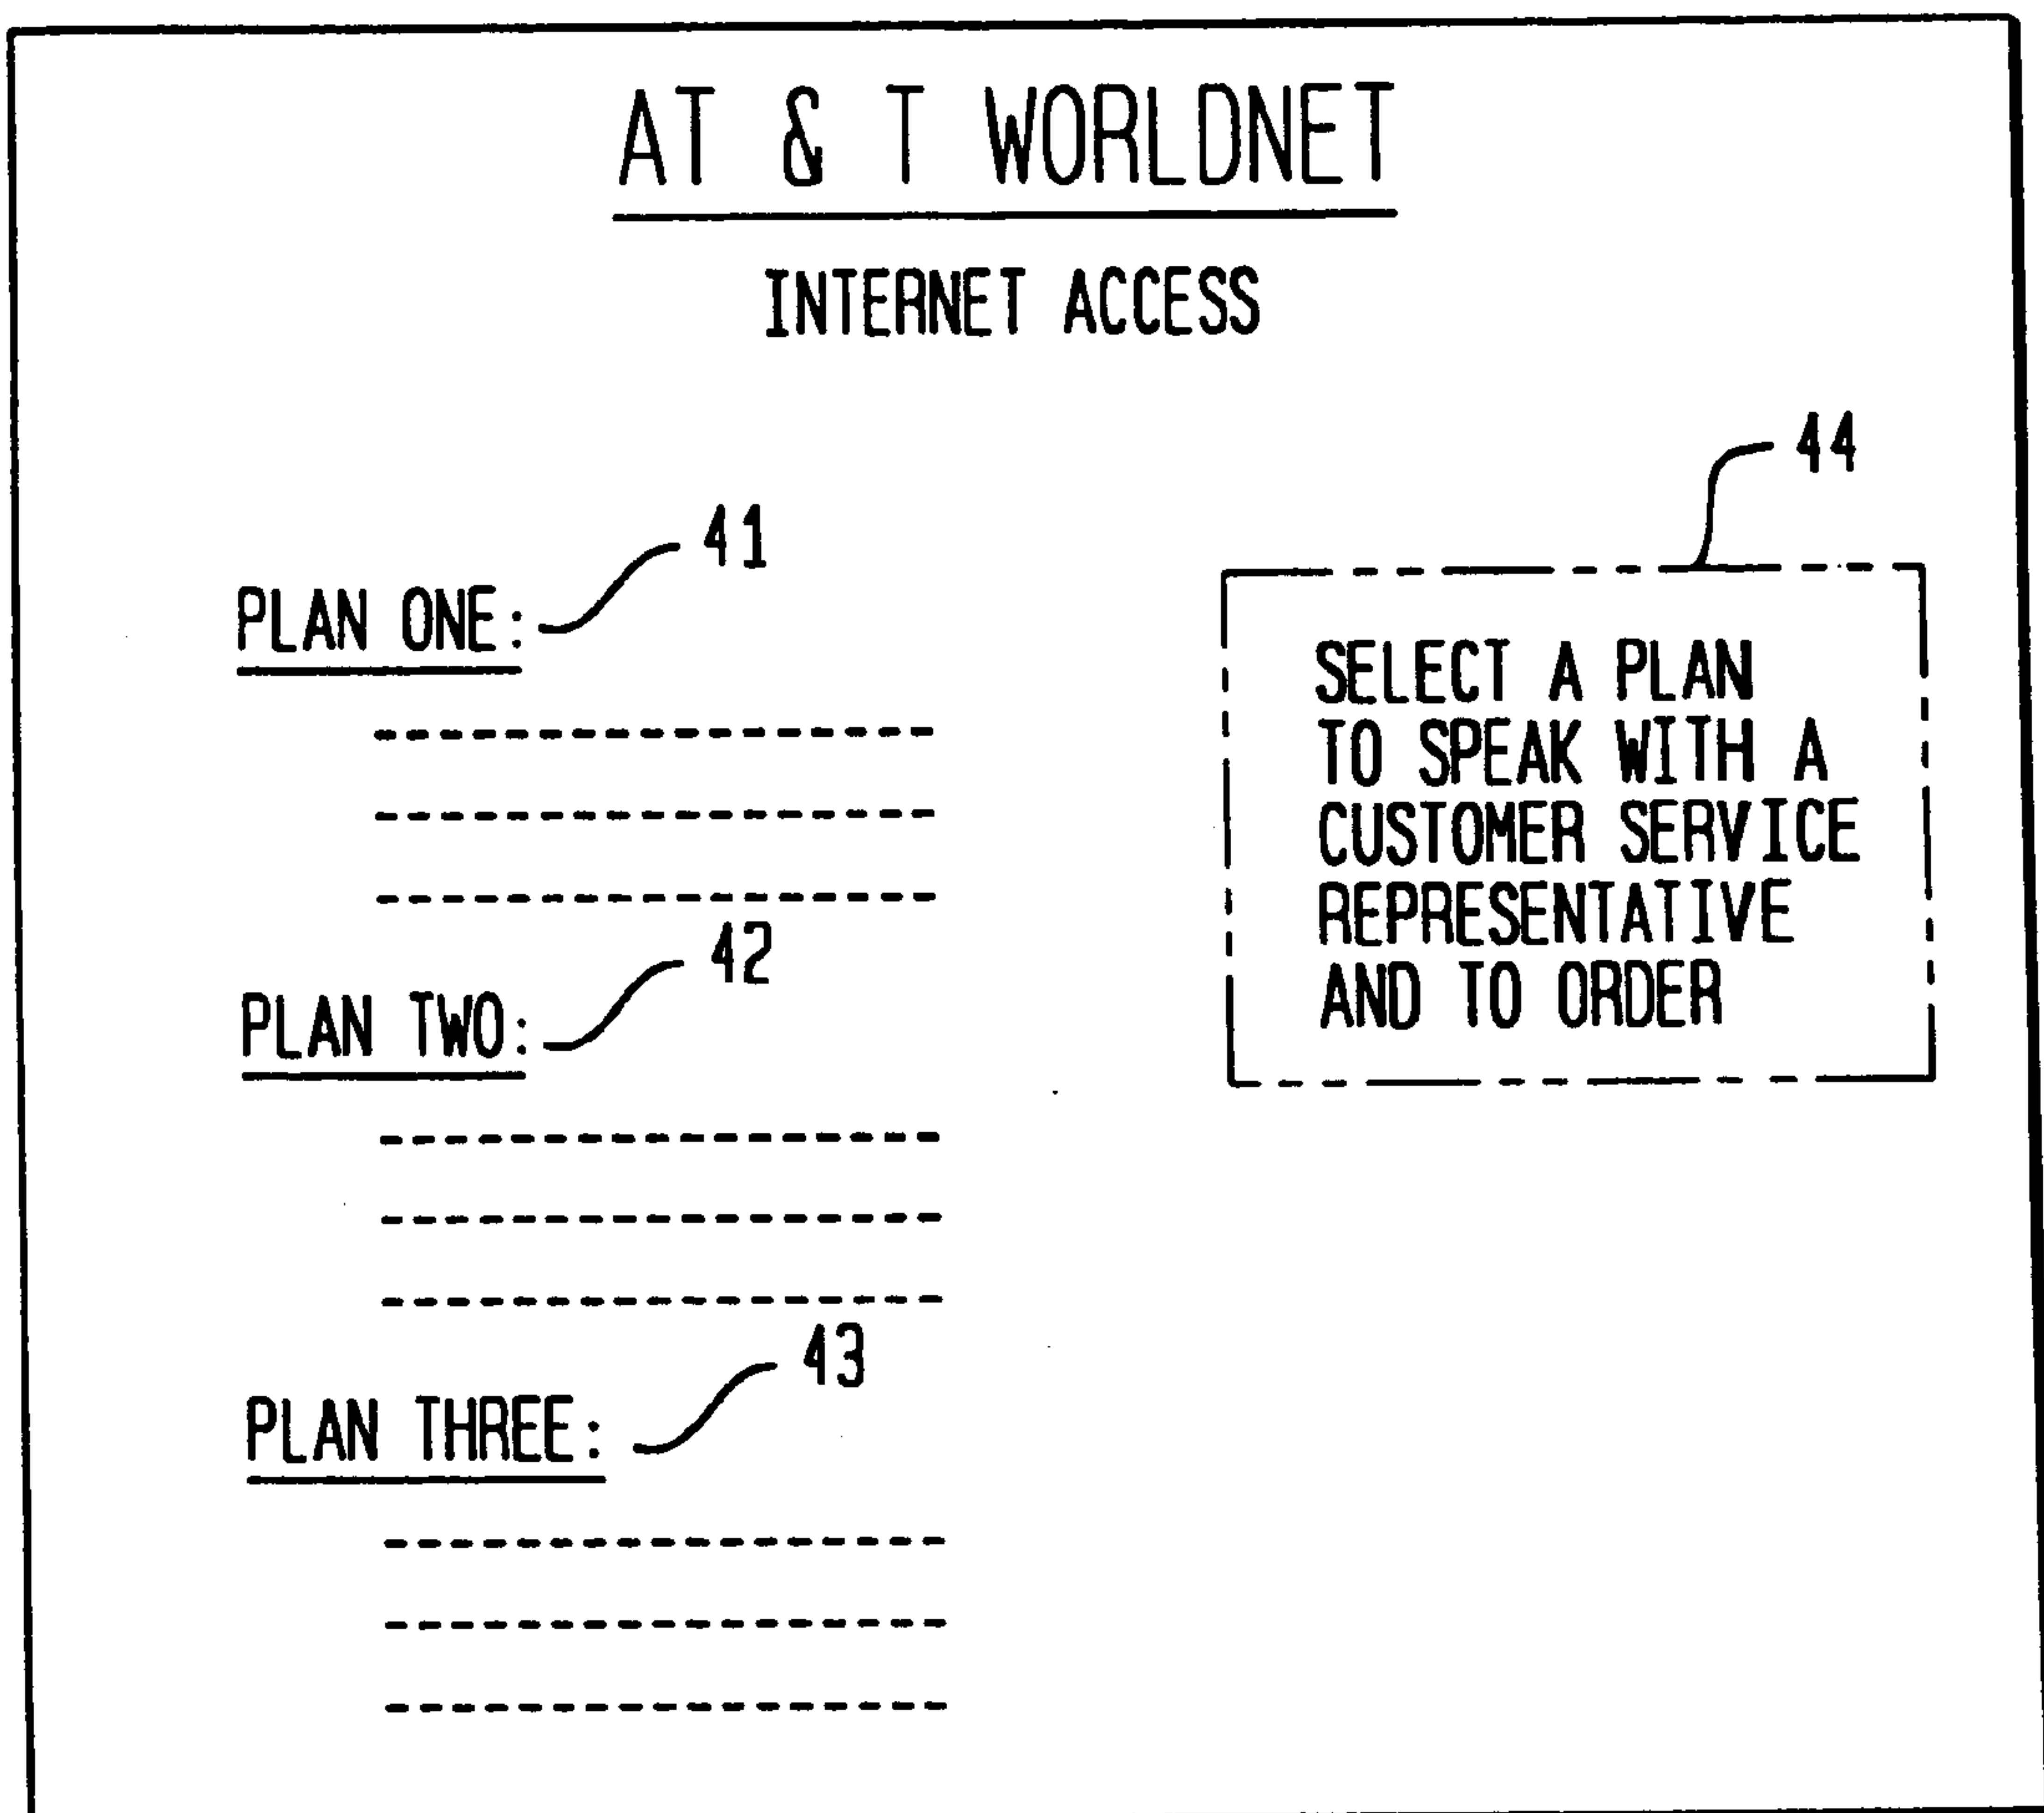 AT & T WORLDNET
INTERNET ACCESS
44
41
PLAN ONE:
SELECT A PLAN
TO SPEAK WITH A
CUSTOMER SERVICE
REPRESENTATIVE
AND TO ORDER
42
PLAN TWO:
43
PLAN THREE: